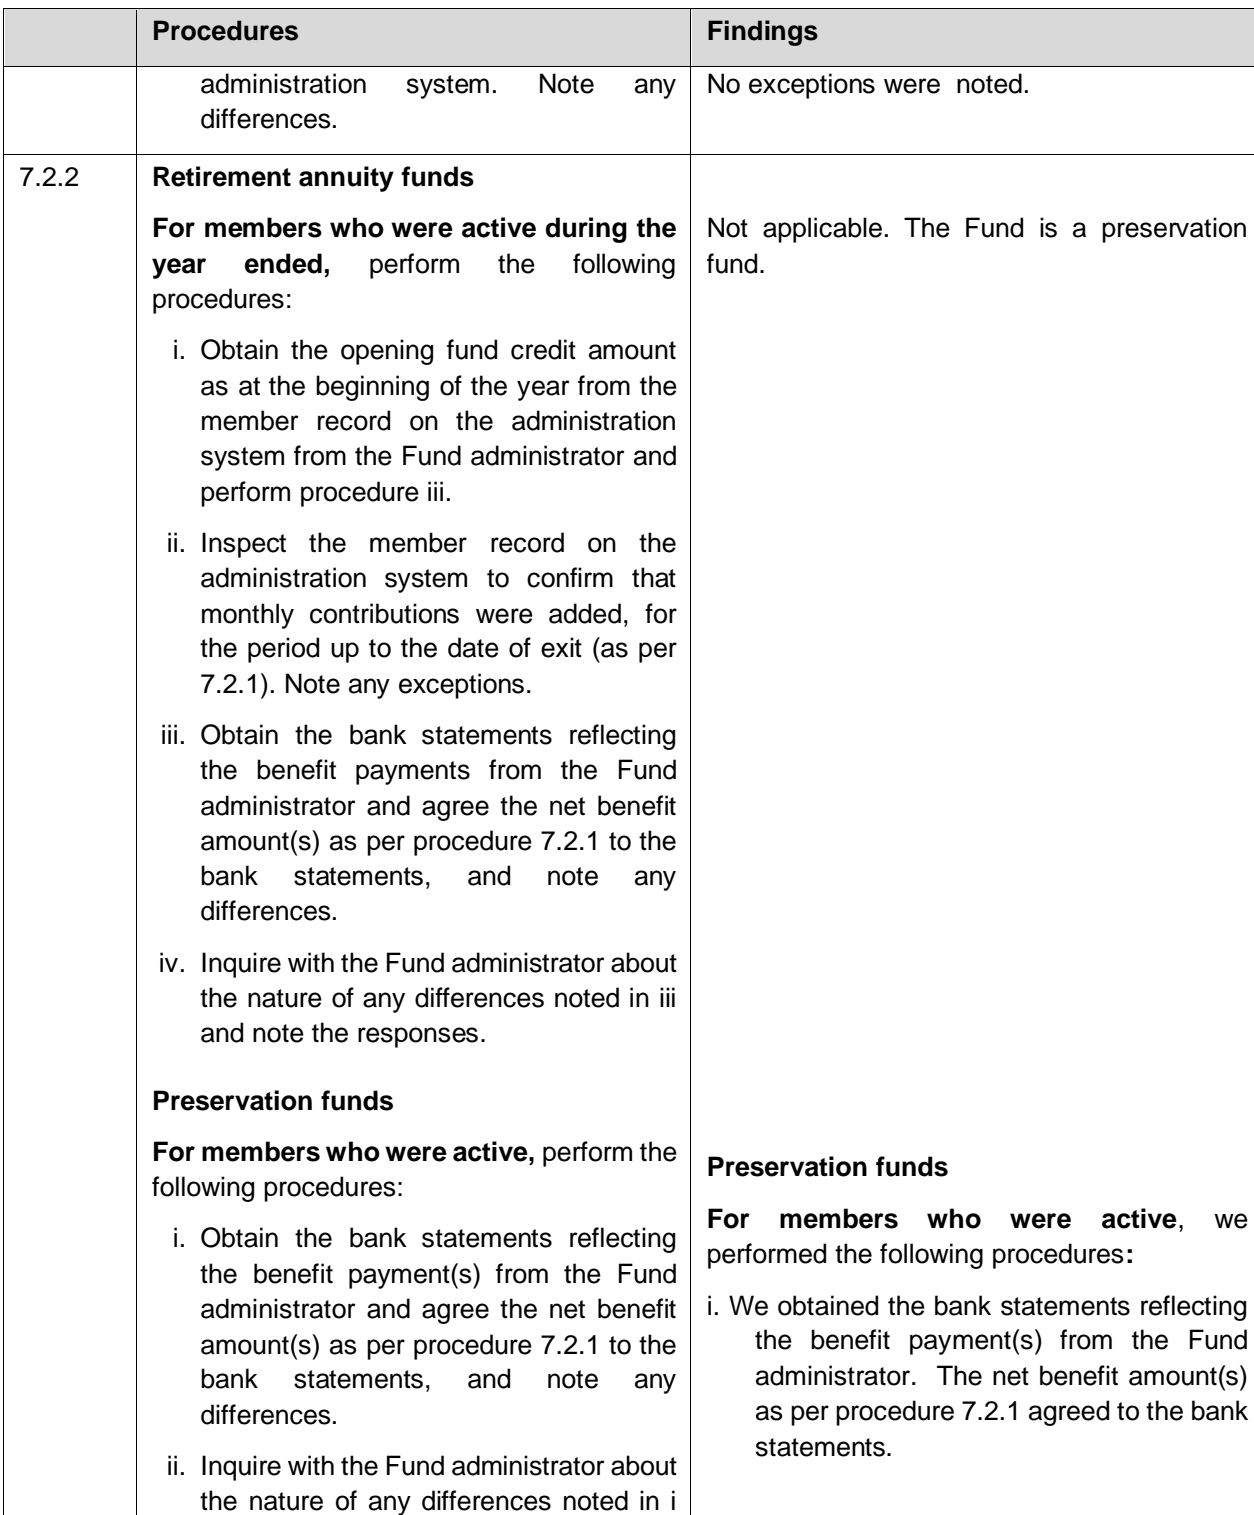 Procedures
Findings
administration system. Note any
differences.
No exceptions were noted.
7.2.2
Retirement annuity funds
For members who were active during the
year ended, perform the following
procedures:
i. Obtain the opening fund credit amount
as at the beginning of the year from the
member record on the administration
system from the Fund administrator and
perform procedure iii.
ii. Inspect the member record on the
administration system to confirm that
monthly contributions were added, for
the period up to the date of exit (as per
7.2.1). Note any exceptions.
iii. Obtain the bank statements reflecting
the benefit payments from the Fund
administrator and agree the net benefit
amount(s) as per procedure 7.2.1 to the
bank statements, and note any
differences.
iv. Inquire with the Fund administrator about
the nature of any differences noted in iii
and note the responses.
Preservation funds
For members who were active, perform the
following procedures:
i. Obtain the bank statements reflecting
the benefit payment(s) from the Fund
administrator and agree the net benefit
amount(s) as per procedure 7.2.1 to the
bank statements, and note any
differences.
ii. Inquire with the Fund administrator about
the nature of any differences noted in i
Not applicable. The Fund is a preservation
fund.
Preservation funds
For members who were active, we
performed the following procedures:
i. We obtained the bank statements reflecting
the benefit payment(s) from the Fund
administrator. The net benefit amount(s)
as per procedure 7.2.1 agreed to the bank
statements.